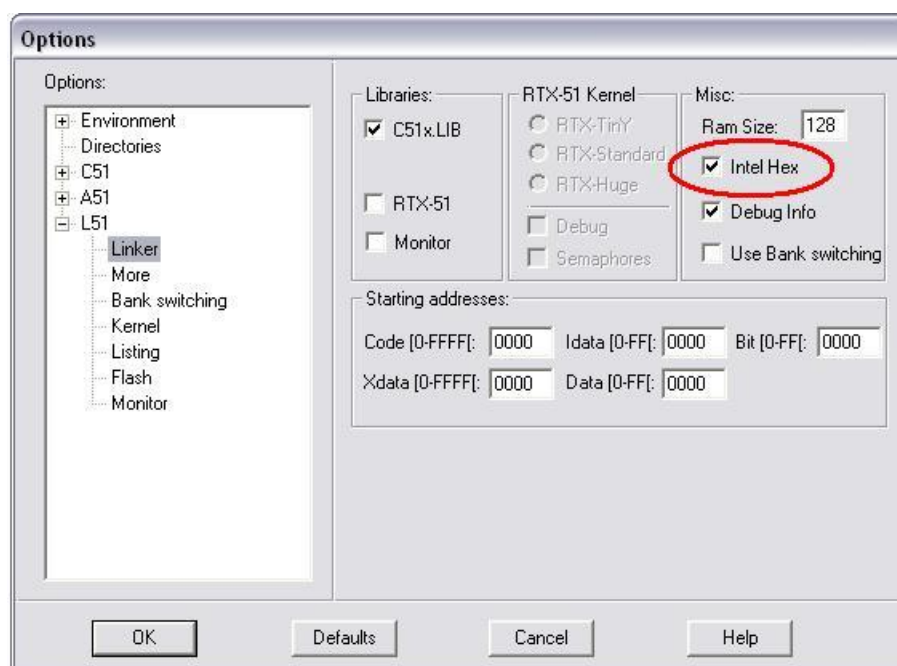 Options
Options:
Environment
Directories
C51
A51
L51
Linker
More
Bank switching
Kernel
Listing
Flash
Monitor
Libraries:
C51x.LIB
RTX-51
Monitor
RTX-51 Kernel
RTX-TinY
RTX-Standard
RTX-Huge
Debug
Semaphores
Misc:
Ram Size: 128
Intel Hex
Debug Info
Use Bank switching
Starting addresses:
Code [0-FFFF[: 0000 Idata [0-FF[: 0000 Bit [0-FF[: 0000
Xdata [0-FFFF[: 0000 Data [0-FF[: 0000
OK Defaults Cancel Help